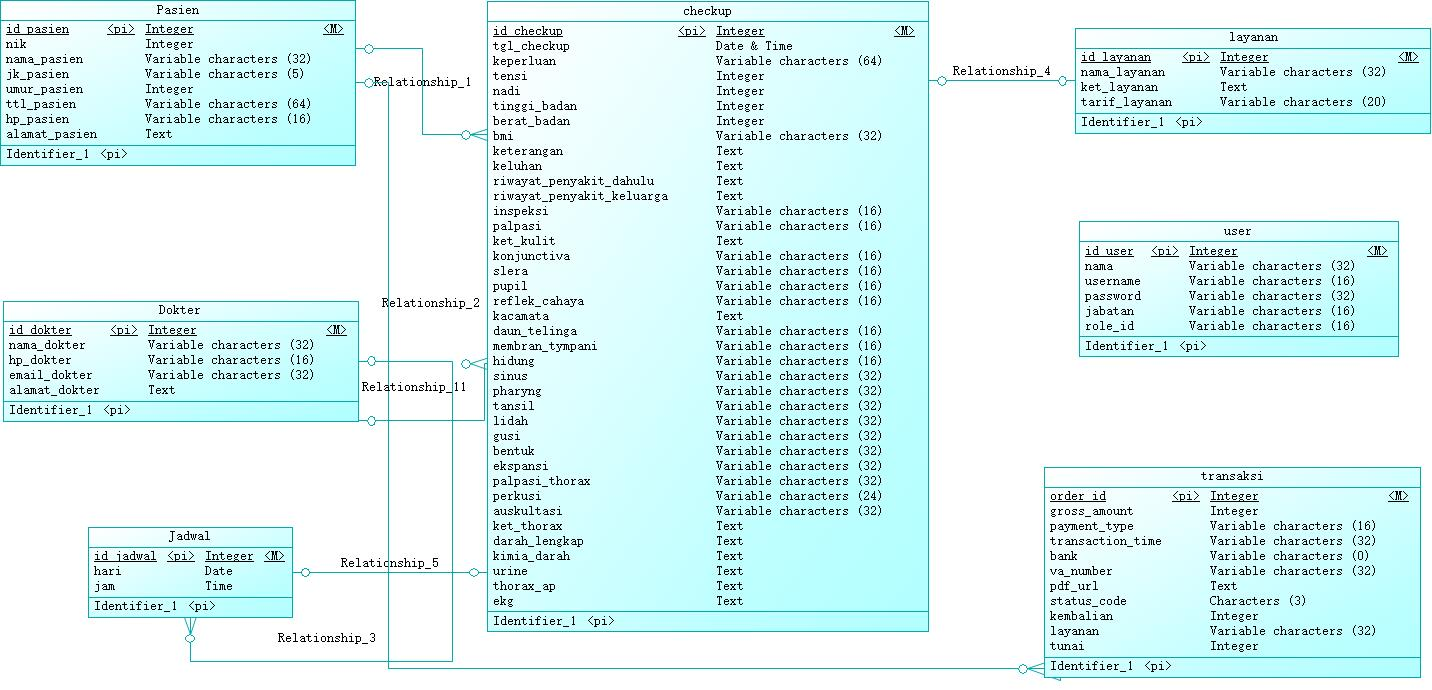 Pasien
id_pasien <pi> Integer <M>
nik Integer
nama_pasien Variable characters (32)
jk_pasien Variable characters (5)
umur_pasien Integer
ttl_pasien Variable characters (64)
hp_pasien Variable characters (16)
alamat_pasien Text
Identifier_1 <pi>
Relationship_1
checkup
id_checkup <pi> Integer <M>
tgl_checkup Date & Time
keperluan Variable characters (64)
tensi Integer
nadi Integer
tinggi_badan Integer
berat_badan Integer
bmi Variable characters (32)
keterangan Text
keluhan Text
riwayat_penyakit_dahulu Text
riwayat_penyakit_keluarga Text
inspeksi Variable characters (16)
palpasi Variable characters (16)
ket_kulit Text
konjunctiva Variable characters (16)
slera Variable characters (16)
pupil Variable characters (16)
reflek_cahaya Variable characters (16)
kacamata Text
daun_telinga Variable characters (16)
membran_tympani Variable characters (16)
hidung Variable characters (16)
sinus Variable characters (32)
pharyng Variable characters (32)
tansil Variable characters (32)
lidah Variable characters (32)
gusi Variable characters (32)
bentuk Variable characters (32)
ekspansi Variable characters (32)
palpasi_thorax Variable characters (32)
perkusi Variable characters (24)
auskultasi Variable characters (32)
ket_thorax Text
darah_lengkap Text
kimia_darah Text
urine Text
thorax_ap Text
ekg Text
Identifier_1 <pi>
Relationship_4
layanan
id_layanan <pi> Integer <M>
nama_layanan Variable characters (32)
ket_layanan Text
tarif_layanan Variable characters (20)
Identifier_1 <pi>
user
id_user <pi> Integer <M>
nama Variable characters (32)
username Variable characters (16)
password Variable characters (32)
jabatan Variable characters (16)
role_id Variable characters (16)
Identifier_1 <pi>
Relationship_2
Dokter
id_dokter <pi> Integer <M>
nama_dokter Variable characters (32)
hp_dokter Variable characters (16)
email_dokter Variable characters (32)
alamat_dokter Text
Identifier_1 <pi>
Relationship_11
Jadwal
id_jadwal <pi> Integer <M>
hari Date
jam Time
Identifier_1 <pi>
Relationship_5
Relationship_3
transaksi
order_id <pi> Integer <M>
gross_amount Integer
payment_type Variable characters (16)
transaction_time Variable characters (32)
bank Variable characters (0)
va_number Variable characters (32)
pdf_url Text
status_code Characters (3)
kembalian Integer
layanan Variable characters (32)
tunai Integer
Identifier_1 <pi>